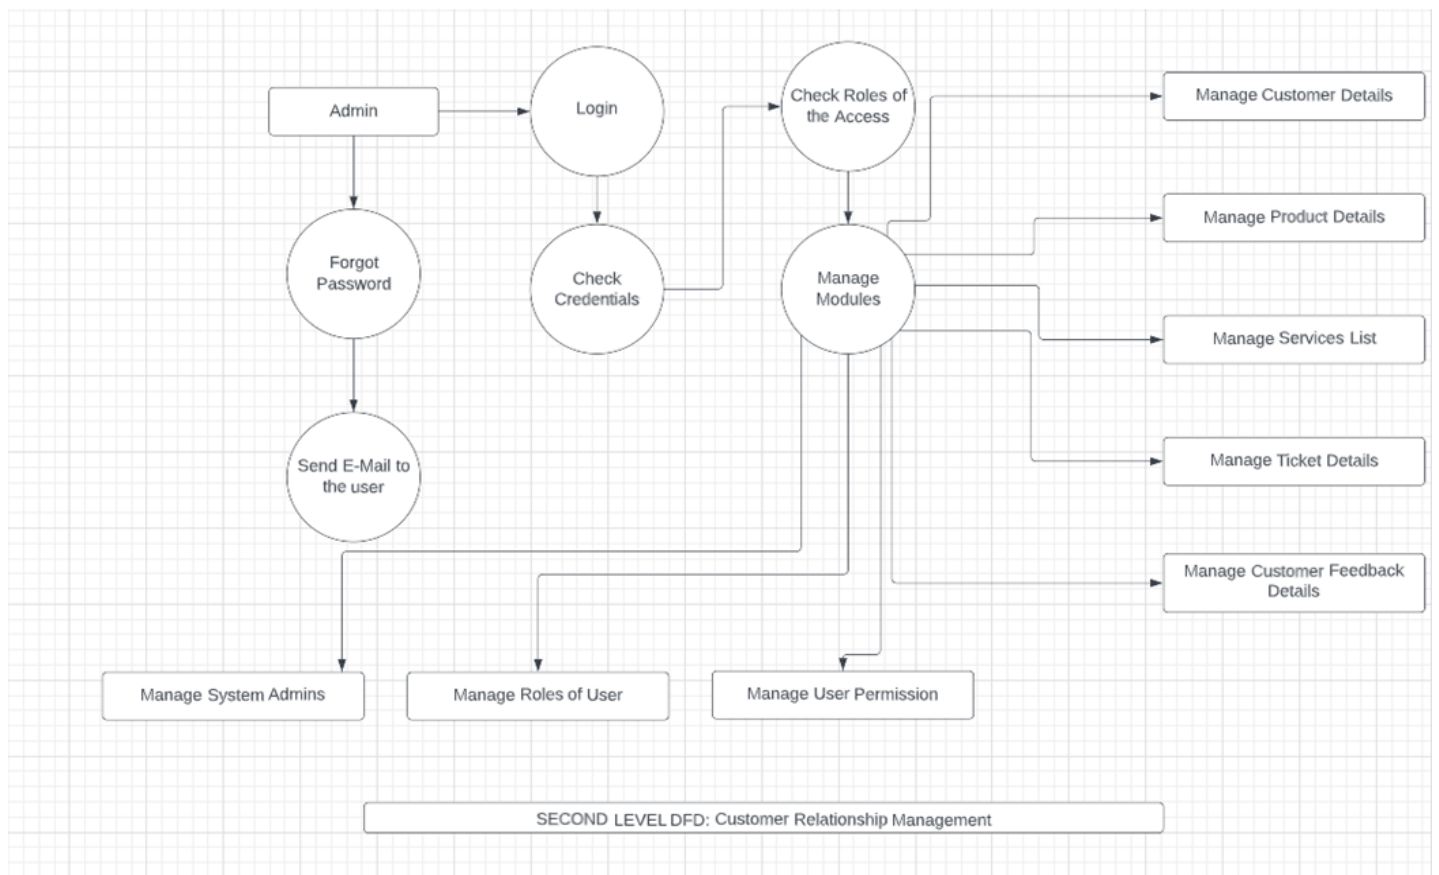 Admin
Login
Check Roles of
the Access
Manage Customer Details
Manage Product Details
Forgot
Password
Check
Credentials
Manage
Modules
Manage Services List
Send E-Mail to
the user
Manage Ticket Details
Manage Customer Feedback
Details
Manage System Admins
Manage Roles of User
Manage User Permission
SECOND LEVEL DFD: Customer Relationship Management